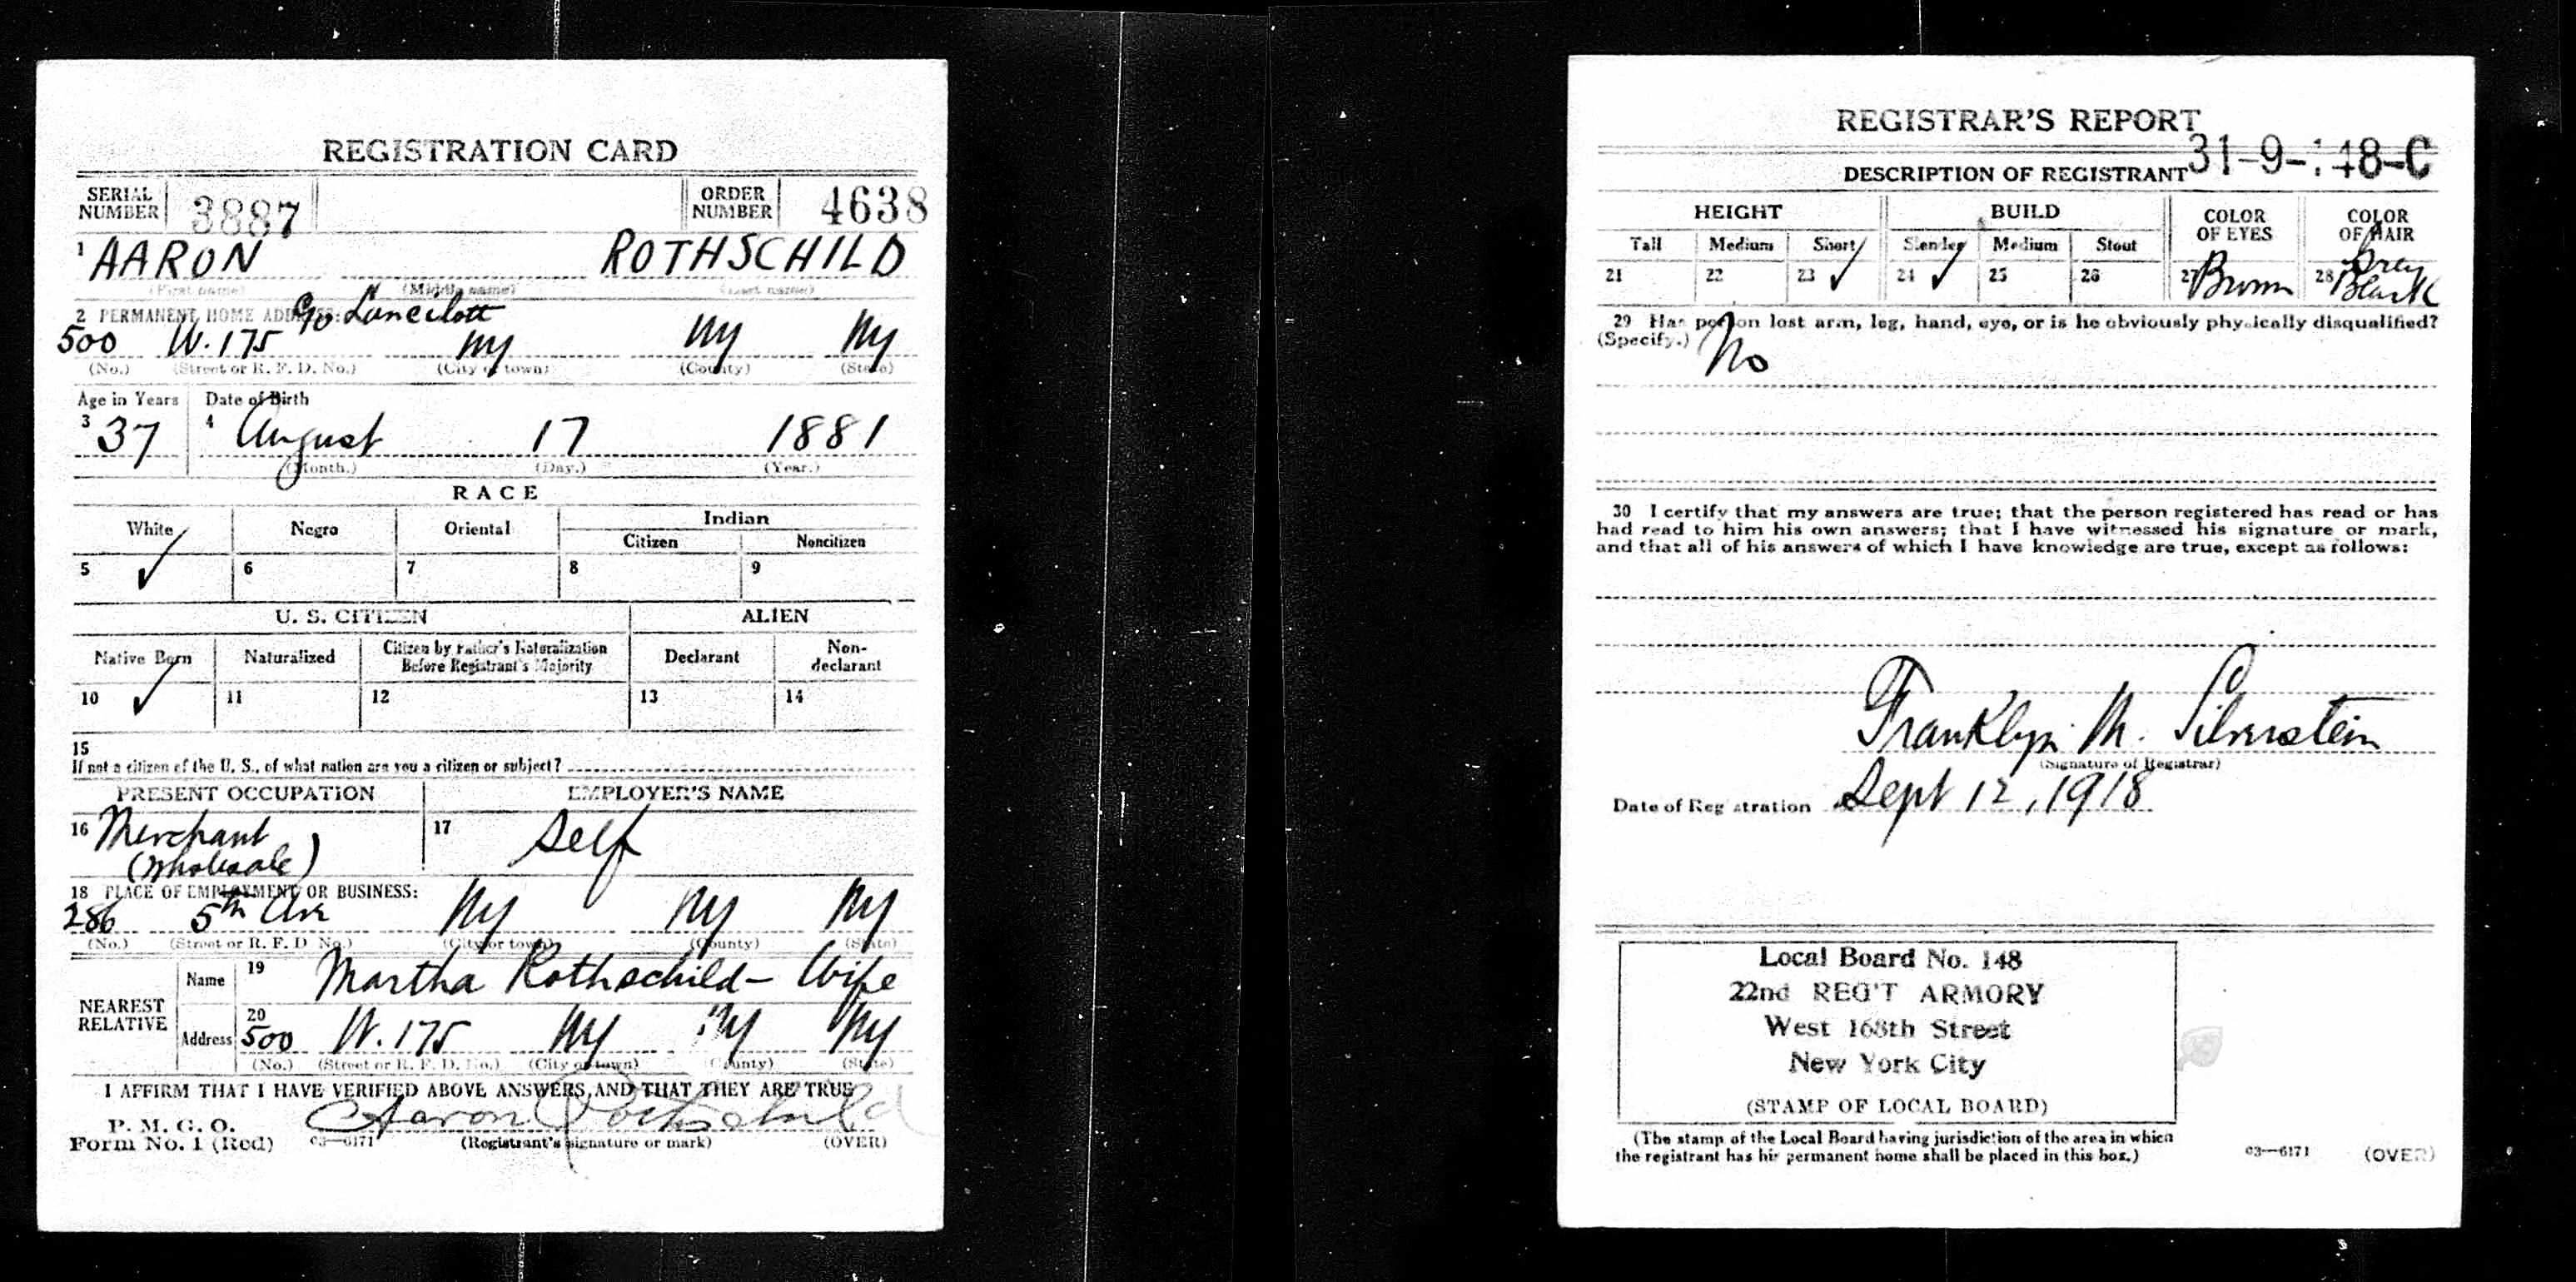 REGISTRATION CARD
SERIAL NUMBER 3887 ORDER NUMBER 4638
1 AARON ROTHSCHILD
(First name) (Middle name) (Last name)
2 PERMANENT HOME ADDRESS: c/o Lancilott
500 W. 175 NY NY NY
(No.) (Street or R. F. D. No.) (City or town) (County) (State)
Age in Years Date of Birth
3 37 4 August 17 1881
(Month.) (Day.) (Year.)
RACE
White Negro Oriental Indian
Citizen Noncitizen
5 ✓ 6 7 8 9
U. S. CITIZEN ALIEN
Native Born Naturalized Citizen by Father's Naturalization Before Registrant's Majority Declarant Non-declarant
10 ✓ 11 12 13 14
15
If not a citizen of the U. S., of what nation are you a citizen or subject?
PRESENT OCCUPATION EMPLOYER'S NAME
16 Merchant 17 Self
(Wholesale)
18 PLACE OF EMPLOYMENT OR BUSINESS:
286 5th Ave NY NY NY
(No.) (Street or R. F. D. No.) (City or town) (County) (State)
NEAREST RELATIVE
Name 19 Martha Rothschild - Wife
Address 20 500 W. 175 NY NY NY
(No.) (Street or R. F. D. No.) (City or town) (County) (State)
I AFFIRM THAT I HAVE VERIFIED ABOVE ANSWERS AND THAT THEY ARE TRUE
P. M. G. O.
Aaron Rothschild
Form No. 1 (Red) 03—6171 (Registrant's signature or mark) (OVER)
REGISTRAR'S REPORT
31-9-148-C
DESCRIPTION OF REGISTRANT
HEIGHT BUILD COLOR OF EYES COLOR OF HAIR
Tall Medium Short Slender Medium Stout
21 22 23 ✓ 24 ✓ 25 26 27 Brown 28 Grey Black
29 Has person lost arm, leg, hand, eye, or is he obviously physically disqualified?
(Specify.) No
30 I certify that my answers are true; that the person registered has read or has
had read to him his own answers; that I have witnessed his signature or mark,
and that all of his answers of which I have knowledge are true, except as follows:
Franklyn M. Silverstein
(Signature of Registrar)
Date of Registration Sept 12, 1918
Local Board No. 148
22nd REG'T ARMORY
West 168th Street
New York City
(STAMP OF LOCAL BOARD)
(The stamp of the Local Board having jurisdiction of the area in which
the registrant has his permanent home shall be placed in this box.)
03—6171 (OVER)